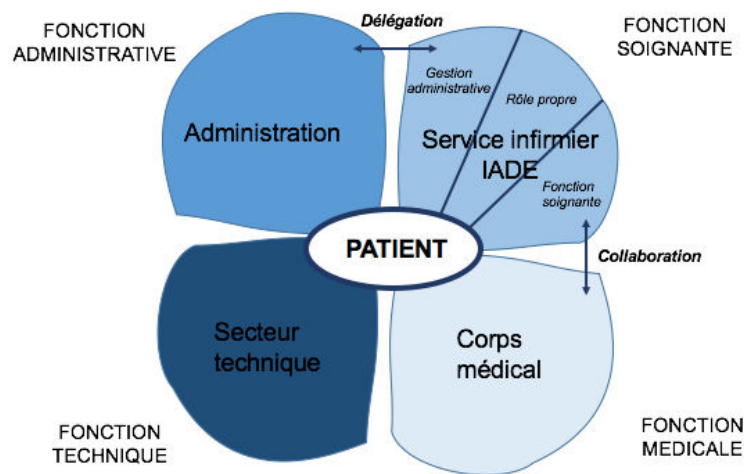 FONCTION
ADMINISTRATIVE
Délégation
FONCTION
SOIGNANTE
Administration
Gestion
administrative
Rôle propre
Service infirmier
IADE
Fonction
soignante
PATIENT
Collaboration
Secteur
technique
Corps
médical
FONCTION
TECHNIQUE
FONCTION
MEDICALE